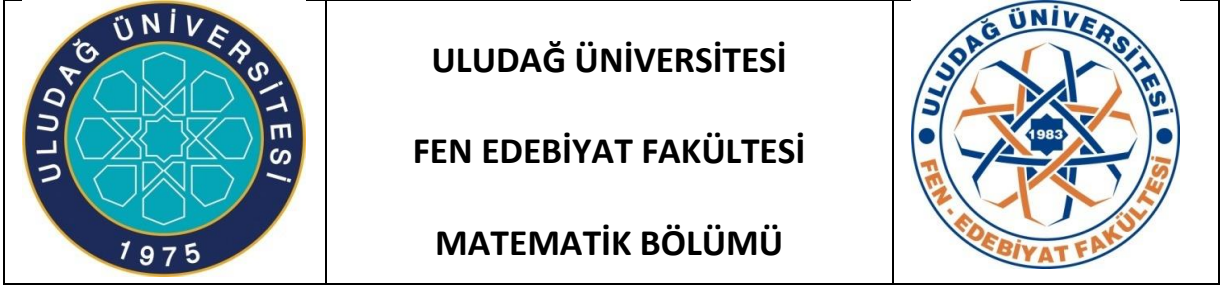 ULUDAĞ ÜNİVERSİTESİ
1975
ULUDAĞ ÜNİVERSİTESİ
FEN EDEBİYAT FAKÜLTESİ
MATEMATİK BÖLÜMÜ
ULUDAĞ ÜNİVERSİTESİ
1983
FEN - EDEBİYAT FAKÜLTESİ